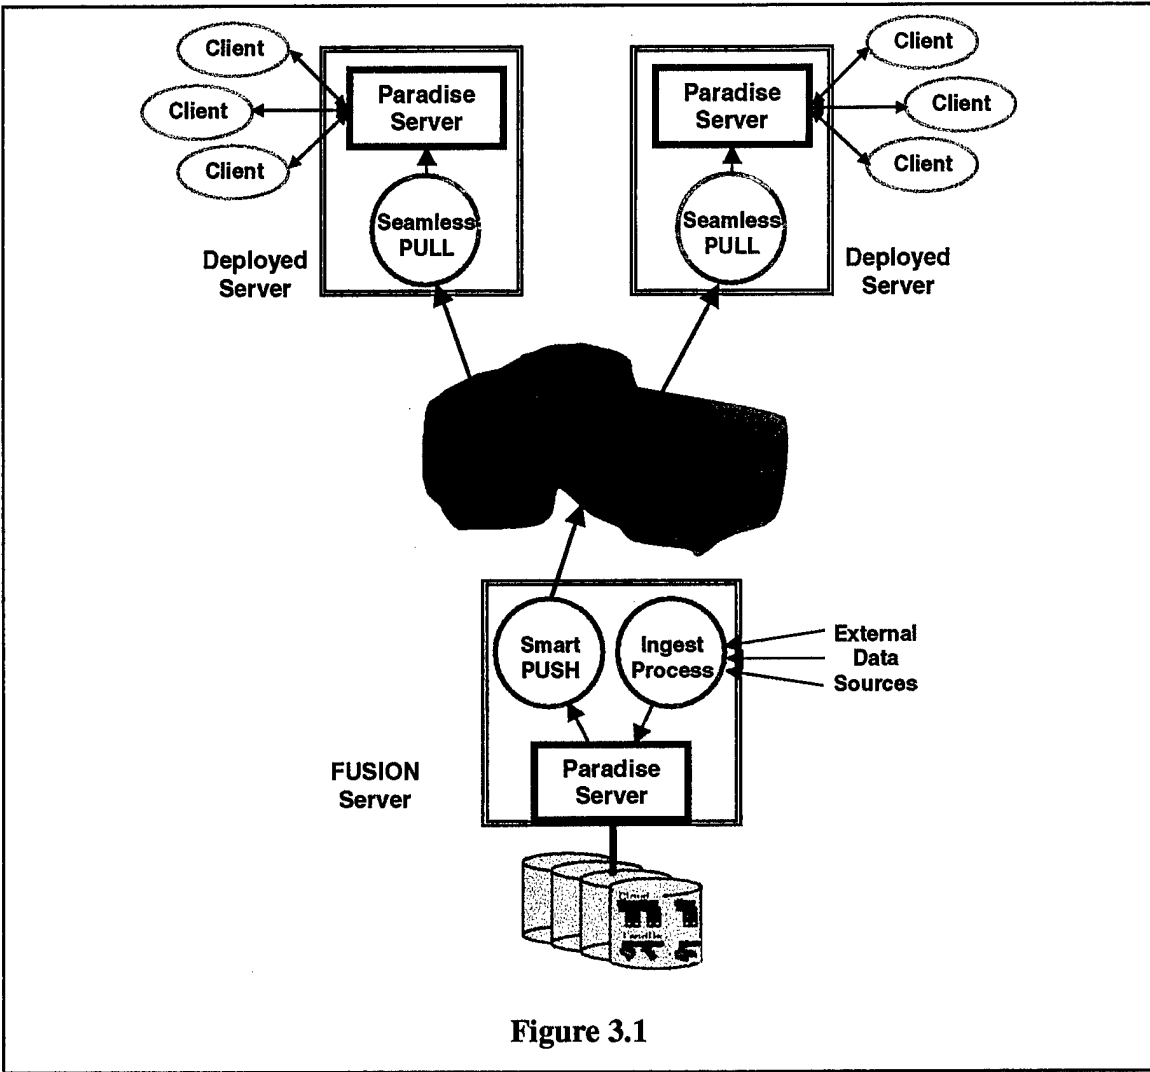 Client
Client
Client
Paradise
Server
Seamless
PULL
Deployed
Server
Client
Client
Client
Paradise
Server
Seamless
PULL
Deployed
Server
Smart
PUSH
Ingest
Process
External
Data
Sources
FUSION
Server
Paradise
Server
Cloud
Figure 3.1